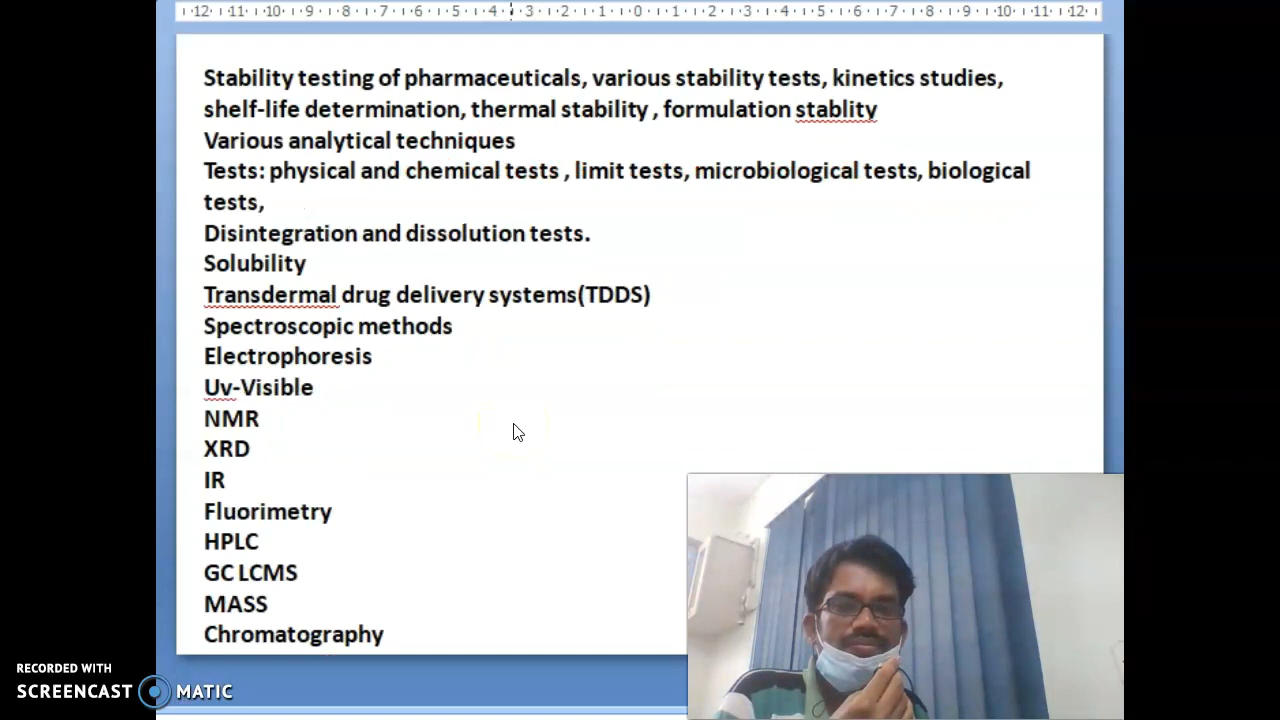 12 11 10 9 8 7 6 5 4 3 2 1 0 1 2 3 4 5 6 7 8 9 10 11 12
Stability testing of pharmaceuticals, various stability tests, kinetics studies,
shelf-life determination, thermal stability , formulation stablity
Various analytical techniques
Tests: physical and chemical tests , limit tests, microbiological tests, biological
tests,
Disintegration and dissolution tests.
Solubility
Transdermal drug delivery systems(TDDS)
Spectroscopic methods
Electrophoresis
Uv-Visible
NMR
XRD
IR
Fluorimetry
HPLC
GC LCMS
MASS
Chromatography
RECORDED WITH
SCREENCAST MATIC